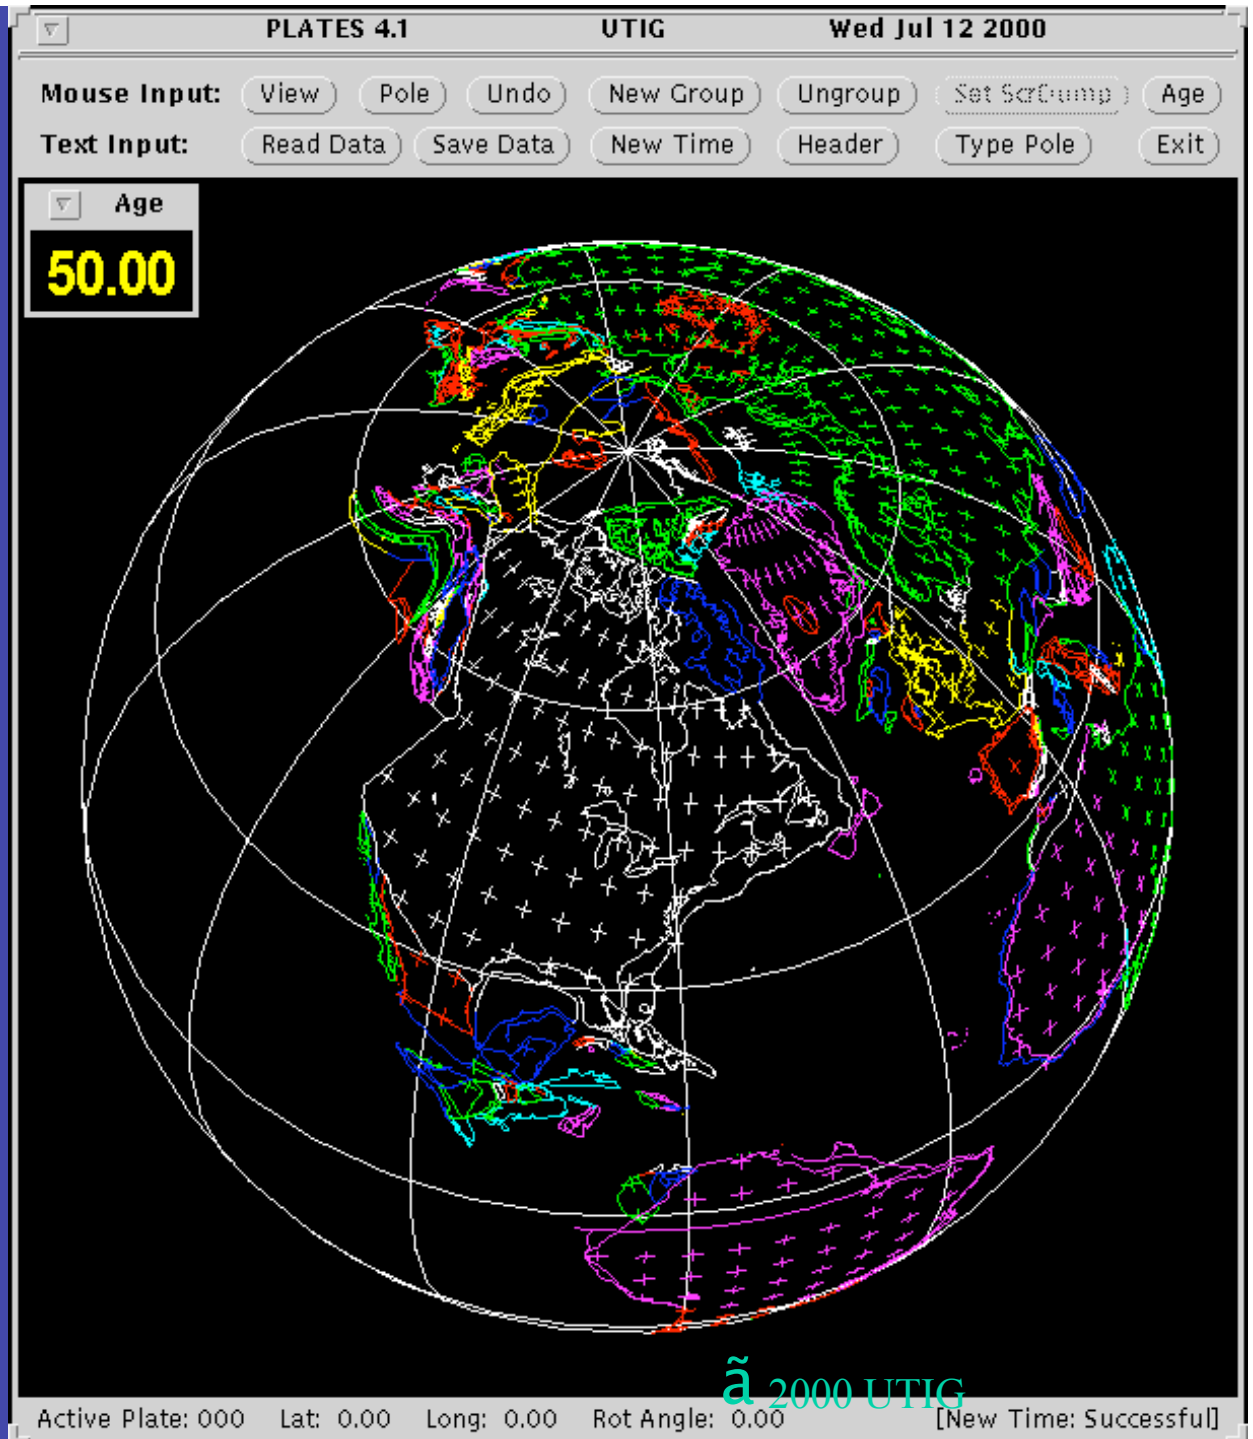 PLATES 4.1 UTIG Wed Jul 12 2000
Mouse Input: View Pole Undo New Group Ungroup Set ScrDump Age
Text Input: Read Data Save Data New Time Header Type Pole Exit
Age
50.00
ã 2000 UTIG
Active Plate: 000 Lat: 0.00 Long: 0.00 Rot Angle: 0.00 [New Time: Successful]